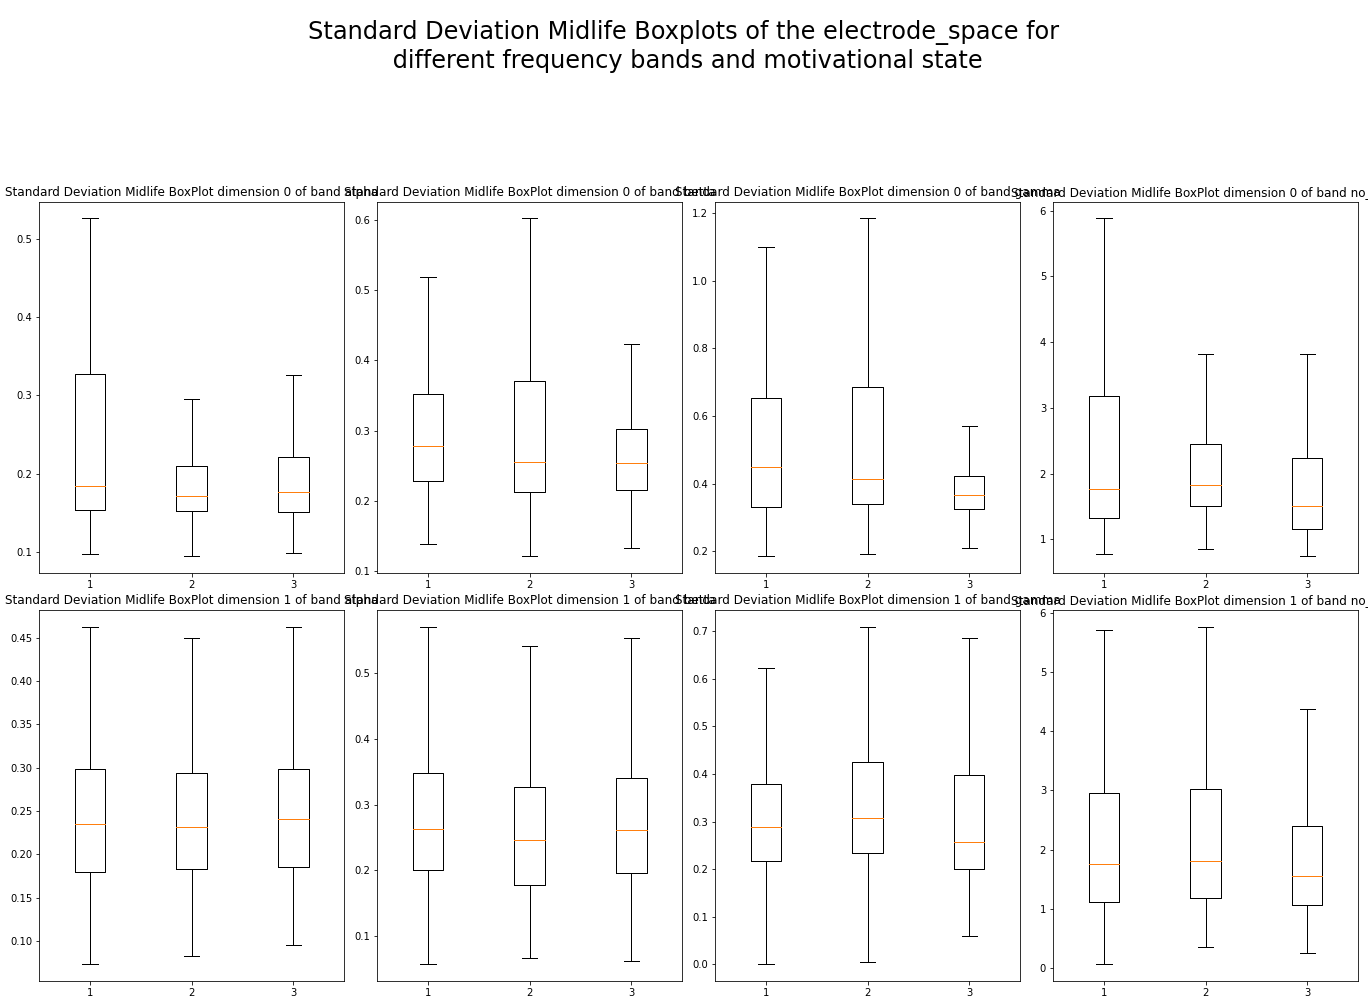 Standard Deviation Midlife Boxplots of the electrode_space for
different frequency bands and motivational state
Standard Deviation Midlife BoxPlot dimension 0 of band alpha
Standard Deviation Midlife BoxPlot dimension 0 of band betta
Standard Deviation Midlife BoxPlot dimension 0 of band gamma
Standard Deviation Midlife BoxPlot dimension 0 of band no_
0.5
0.4
0.3
0.2
0.1
1 2 3
0.6
0.5
0.4
0.3
0.2
0.1
1 2 3
1.2
1.0
0.8
0.6
0.4
0.2
1 2 3
6
5
4
3
2
1
1 2 3
Standard Deviation Midlife BoxPlot dimension 1 of band alpha
Standard Deviation Midlife BoxPlot dimension 1 of band betta
Standard Deviation Midlife BoxPlot dimension 1 of band gamma
Standard Deviation Midlife BoxPlot dimension 1 of band no_
0.45
0.40
0.35
0.30
0.25
0.20
0.15
0.10
1 2 3
0.5
0.4
0.3
0.2
0.1
1 2 3
0.7
0.6
0.5
0.4
0.3
0.2
0.1
0.0
1 2 3
6
5
4
3
2
1
0
1 2 3